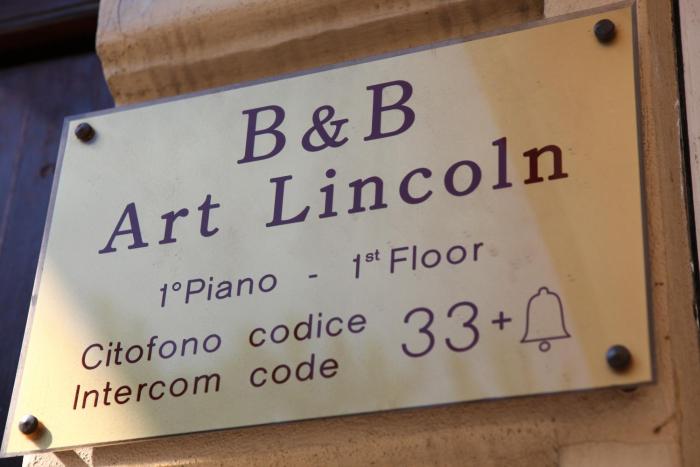 B&B
Art Lincoln
1°Piano - 1st Floor
Citofono codice
Intercom code
33+